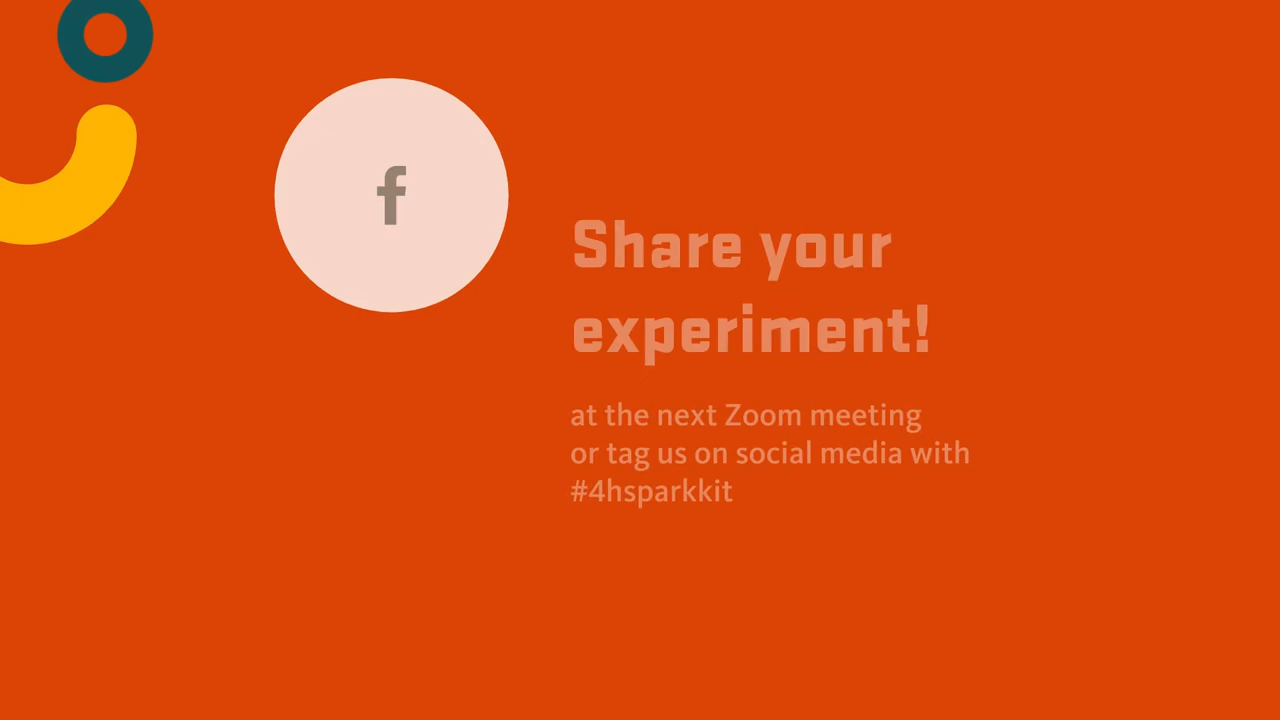 Share your
experiment!
at the next Zoom meeting
or tag us on social media with
#4hsparkkit